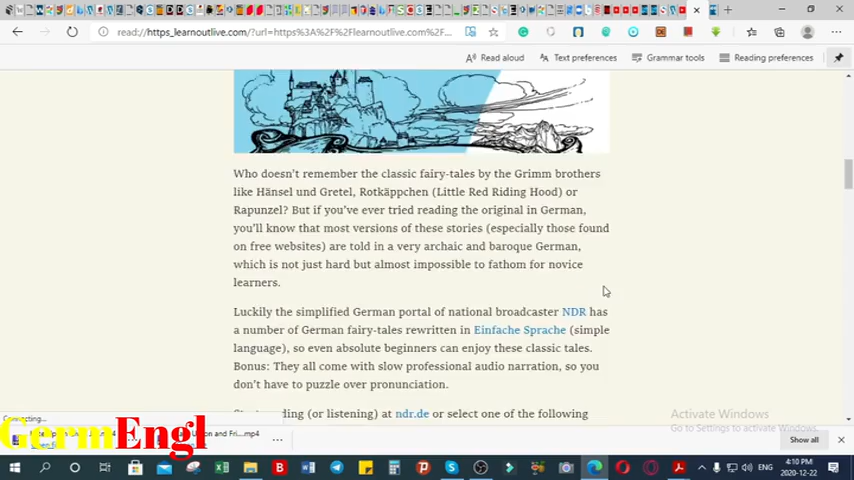 read://https_learnoutlive.com/?url=https%3A%2F%2Flearnoutlive.com%2F...
Read aloud
Text preferences
Grammar tools
Reading preferences
Who doesn't remember the classic fairy-tales by the Grimm brothers
like Hänsel und Gretel, Rotkäppchen (Little Red Riding Hood) or
Rapunzel? But if you've ever tried reading the original in German,
you'll know that most versions of these stories (especially those found
on free websites) are told in a very archaic and baroque German,
which is not just hard but almost impossible to fathom for novice
learners.
Luckily the simplified German portal of national broadcaster NDR has
a number of German fairy-tales rewritten in Einfache Sprache (simple
language), so even absolute beginners can enjoy these classic tales.
Bonus: They all come with slow professional audio narration, so you
don't have to puzzle over pronunciation.
(or listening) at ndr.de or select one of the following
Connecting...
Activate Windows
Go to Settings to activate Windows.
GermEngl
Show all
ENG
4:10 PM
2020-12-22